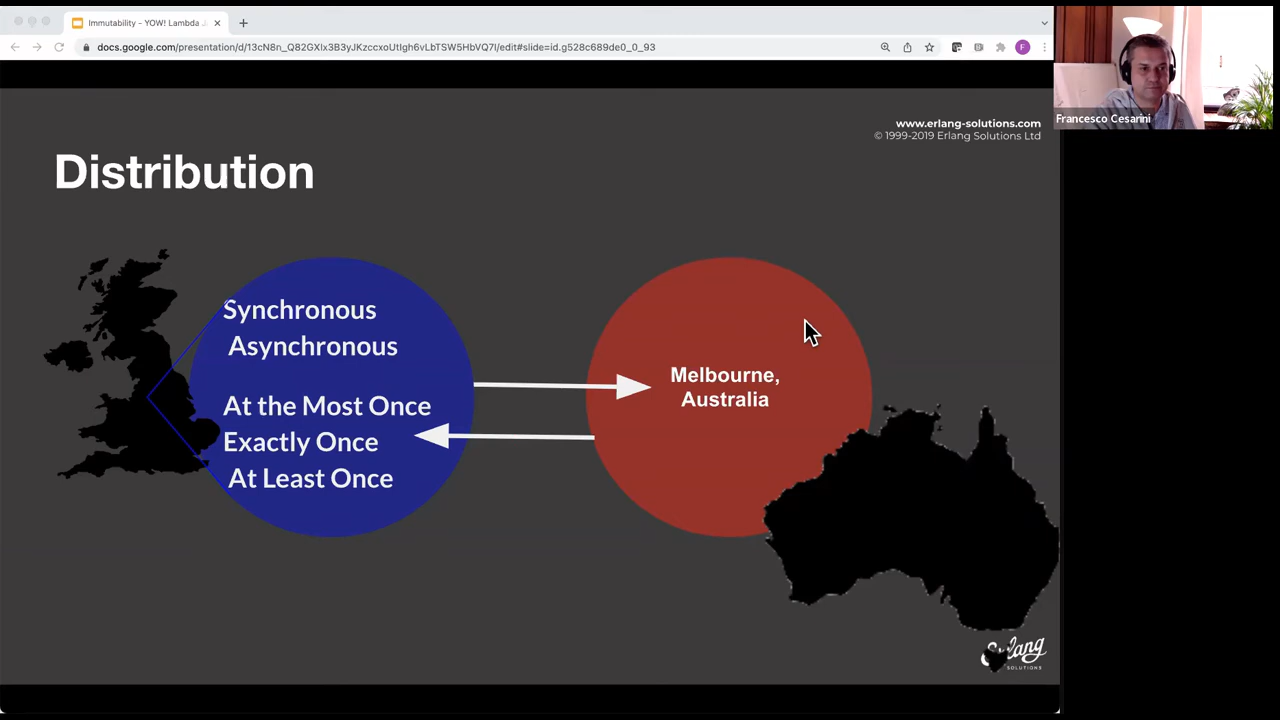 Immutability - YOW! Lambda
docs.google.com/presentation/d/13cN8n_Q82GXIx3B3yJKzccxoUtIgh6vLbTSW5HbVQ7I/edit#slide=id.g528c689de0_0_93
F
Francesco Cesarini
www.erlang-solutions.com
© 1999-2019 Erlang Solutions Ltd
Distribution
Synchronous
Asynchronous
At the Most Once
Exactly Once
At Least Once
Melbourne,
Australia
Erlang
SOLUTIONS